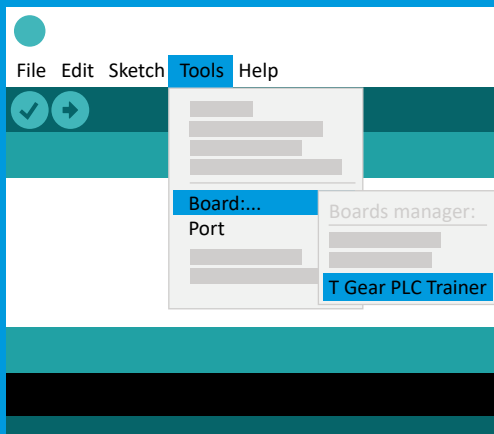 File Edit Sketch Tools Help
Board:...
Boards manager:
Port
T Gear PLC Trainer